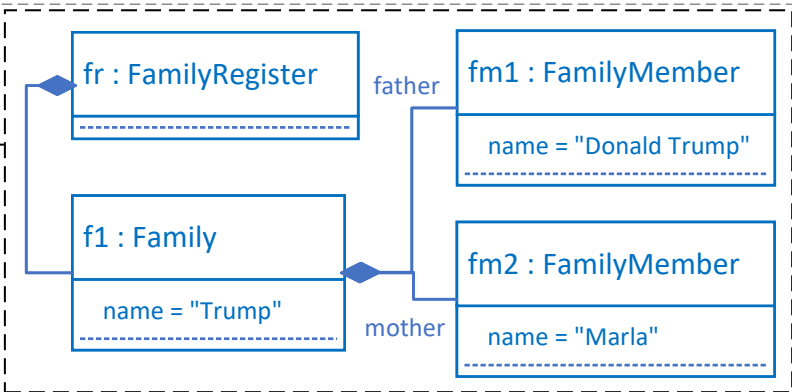 fr : FamilyRegister
father
fm1 : FamilyMember
name = "Donald Trump"
f1 : Family
name = "Trump"
mother
fm2 : FamilyMember
name = "Marla"